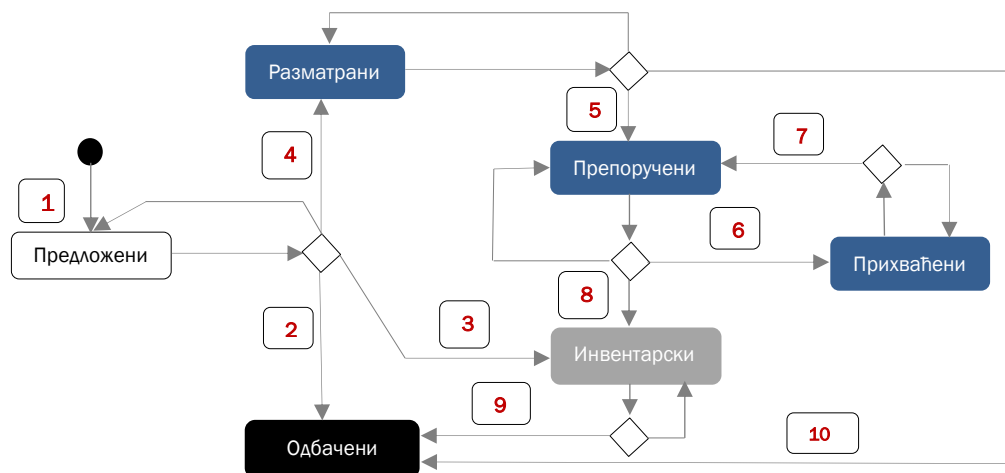 Разматрани
5
7
4
Препоручени
1
6
Предложени
Прихваћени
8
2
3
Инвентарски
9
10
Одбачени